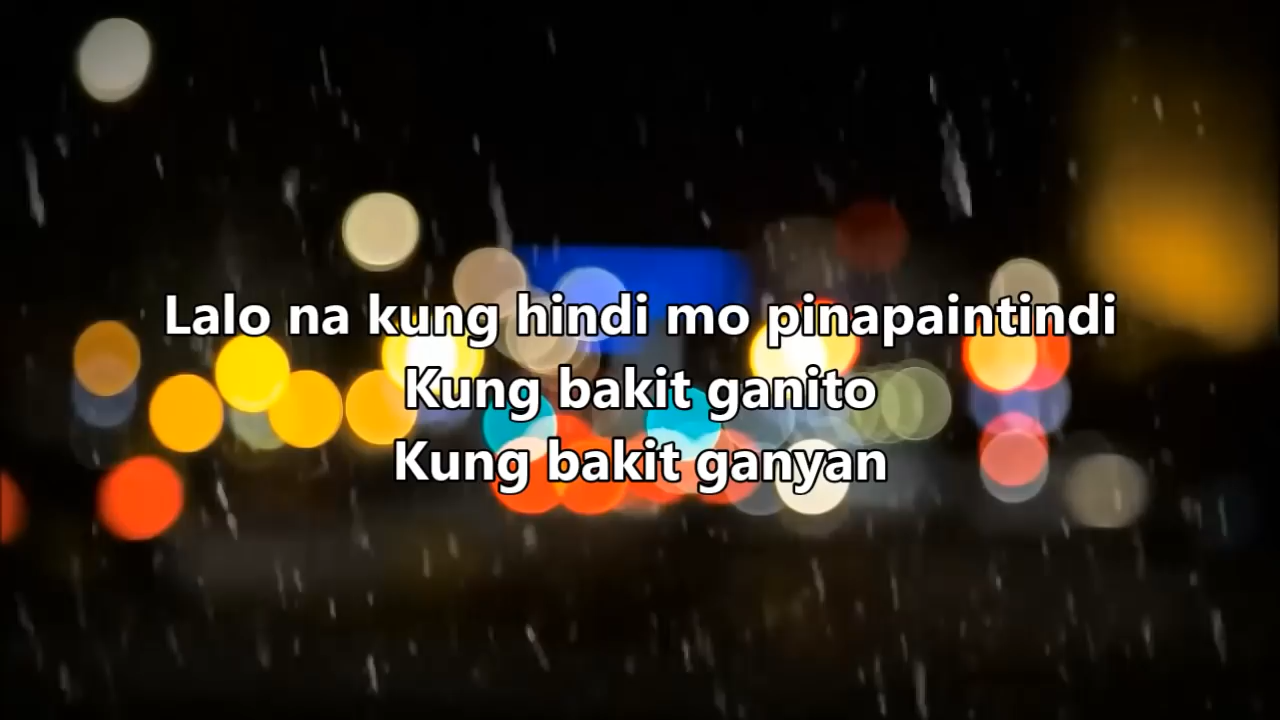 Lalo na kung hindi mo pinapaintindi
Kung bakit ganito
Kung bakit ganyan